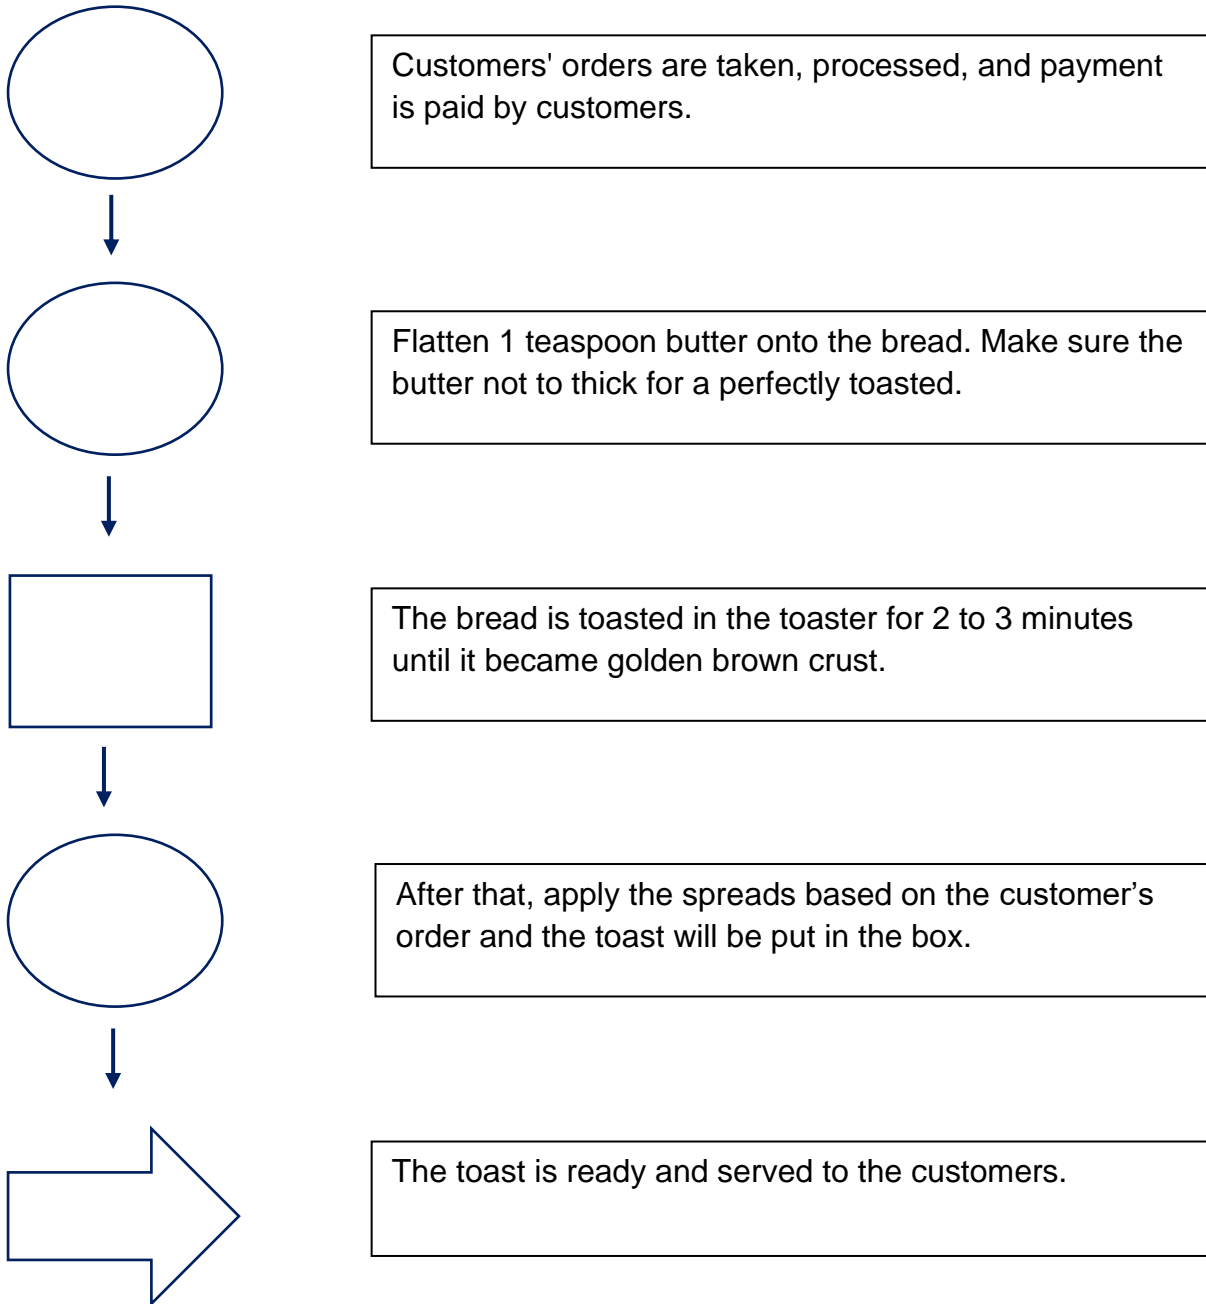 Customers' orders are taken, processed, and payment
is paid by customers.
Flatten 1 teaspoon butter onto the bread. Make sure the
butter not to thick for a perfectly toasted.
The bread is toasted in the toaster for 2 to 3 minutes
until it became golden brown crust.
After that, apply the spreads based on the customer’s
order and the toast will be put in the box.
The toast is ready and served to the customers.